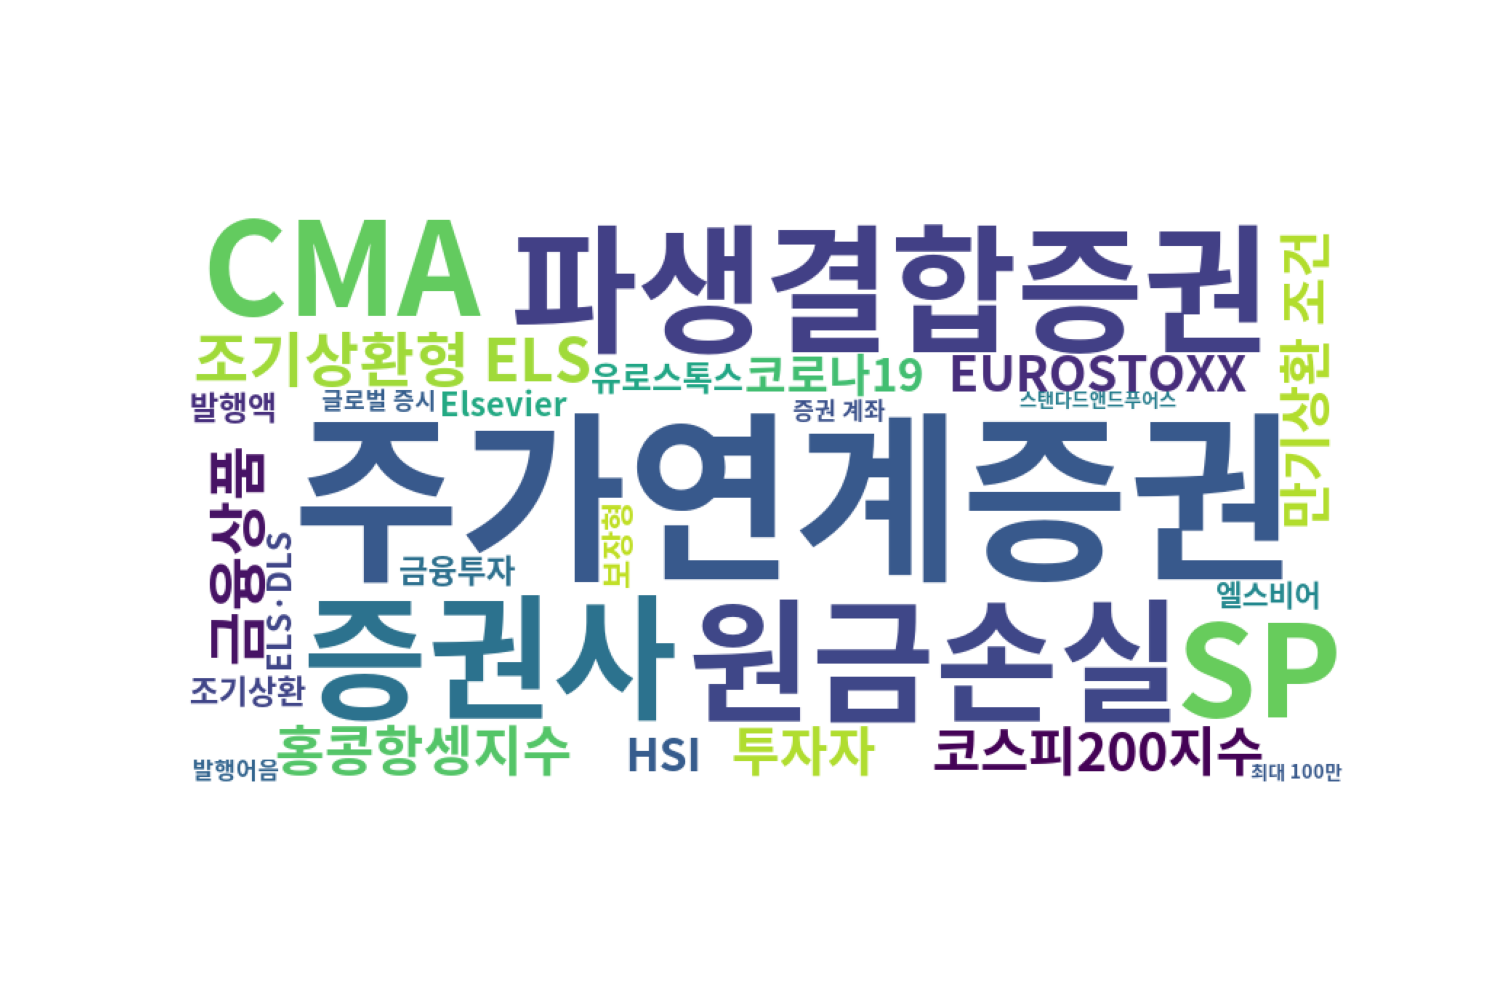 CMA
파생결합증권
만기상환 조건
조기상환형 ELS
유로스톡스
코로나19
EUROSTOXX
발행액
글로벌 증시
Elsevier
증권 계좌
스탠다드앤드푸어스
주가연계증권
금융상품
ELS·DLS
보장형
금융투자
엘스비어
증권사
원금손실
SP
조기상환
홍콩항셍지수
HSI
투자자
코스피200지수
발행어음
최대 100만